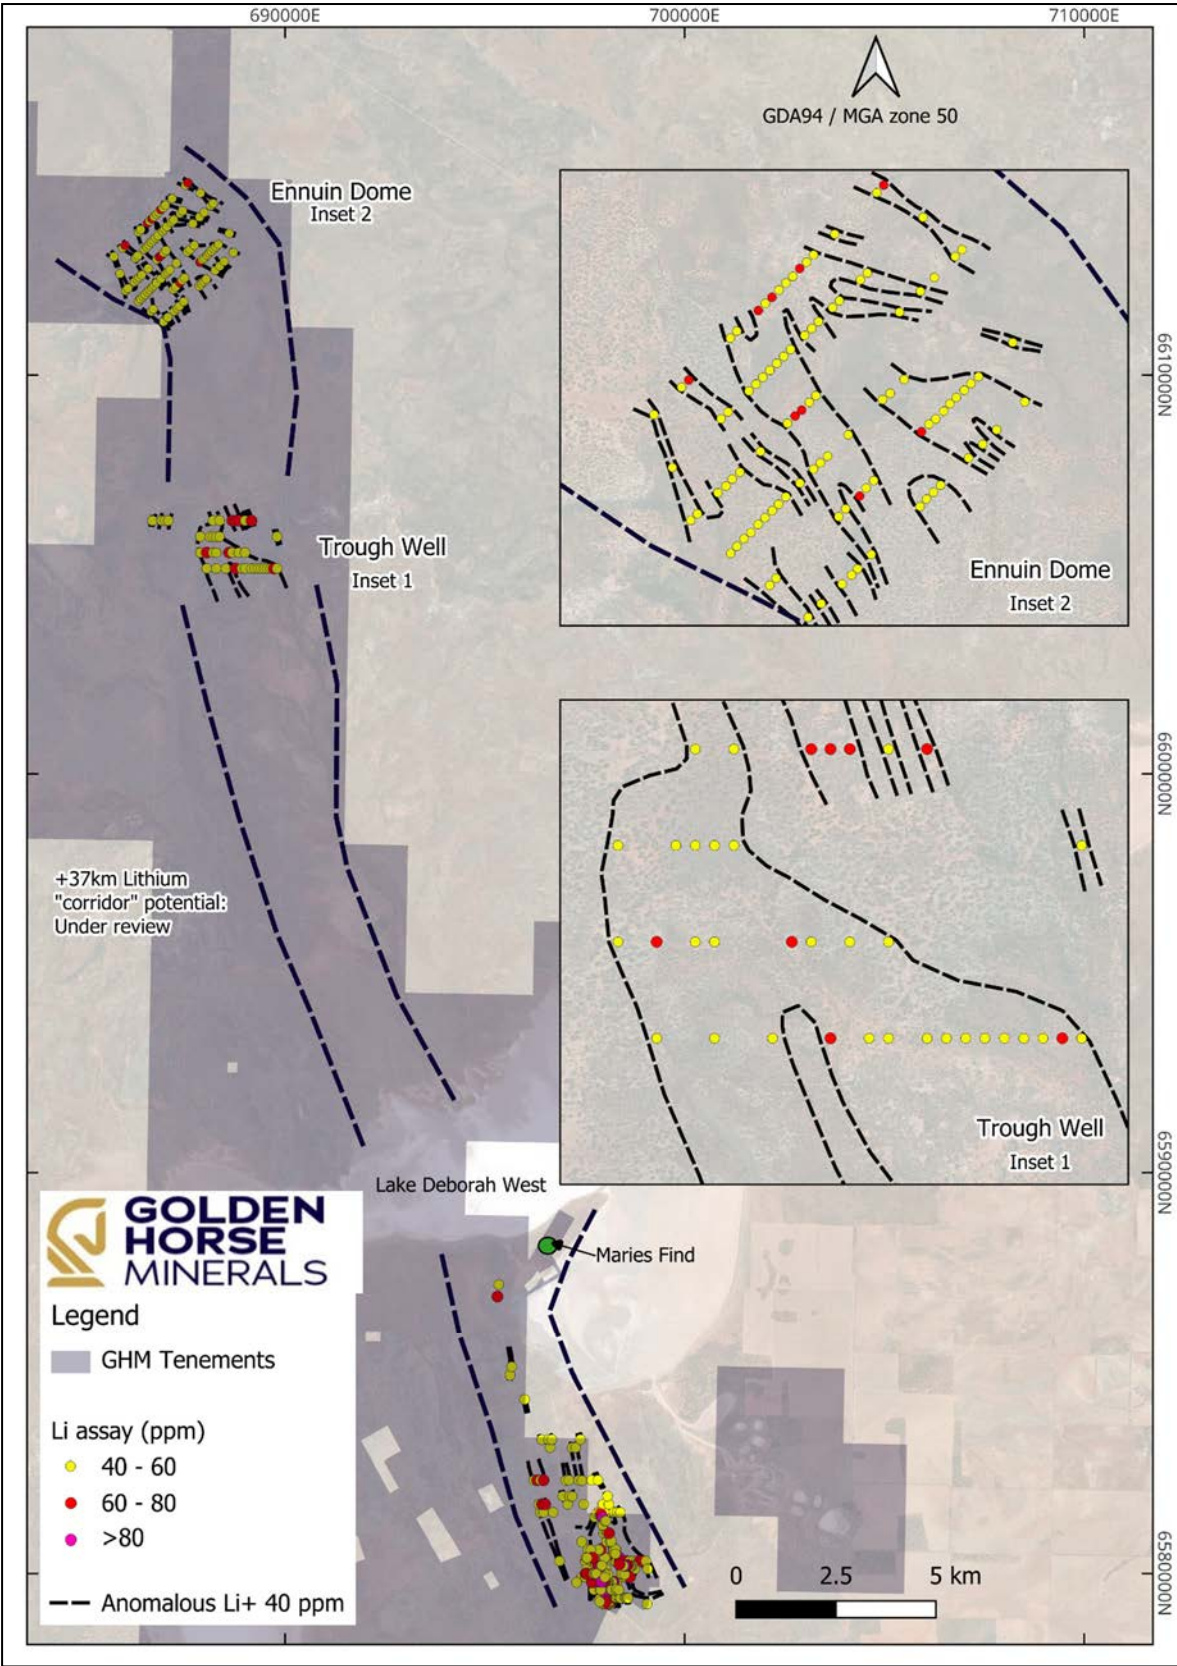 690000E
700000E
710000E
GDA94 / MGA zone 50
Ennuin Dome
Inset 2
6610000N
Ennuin Dome
Inset 2
Trough Well
Inset 1
6600000N
+37km Lithium
"corridor" potential:
Under review
Trough Well
Inset 1
6590000N
Lake Deborah West
GOLDEN
HORSE
MINERALS
Maries Find
Legend
GHM Tenements
Li assay (ppm)
40 - 60
60 - 80
>80
Anomalous Li+ 40 ppm
0 2.5 5 km
6580000N